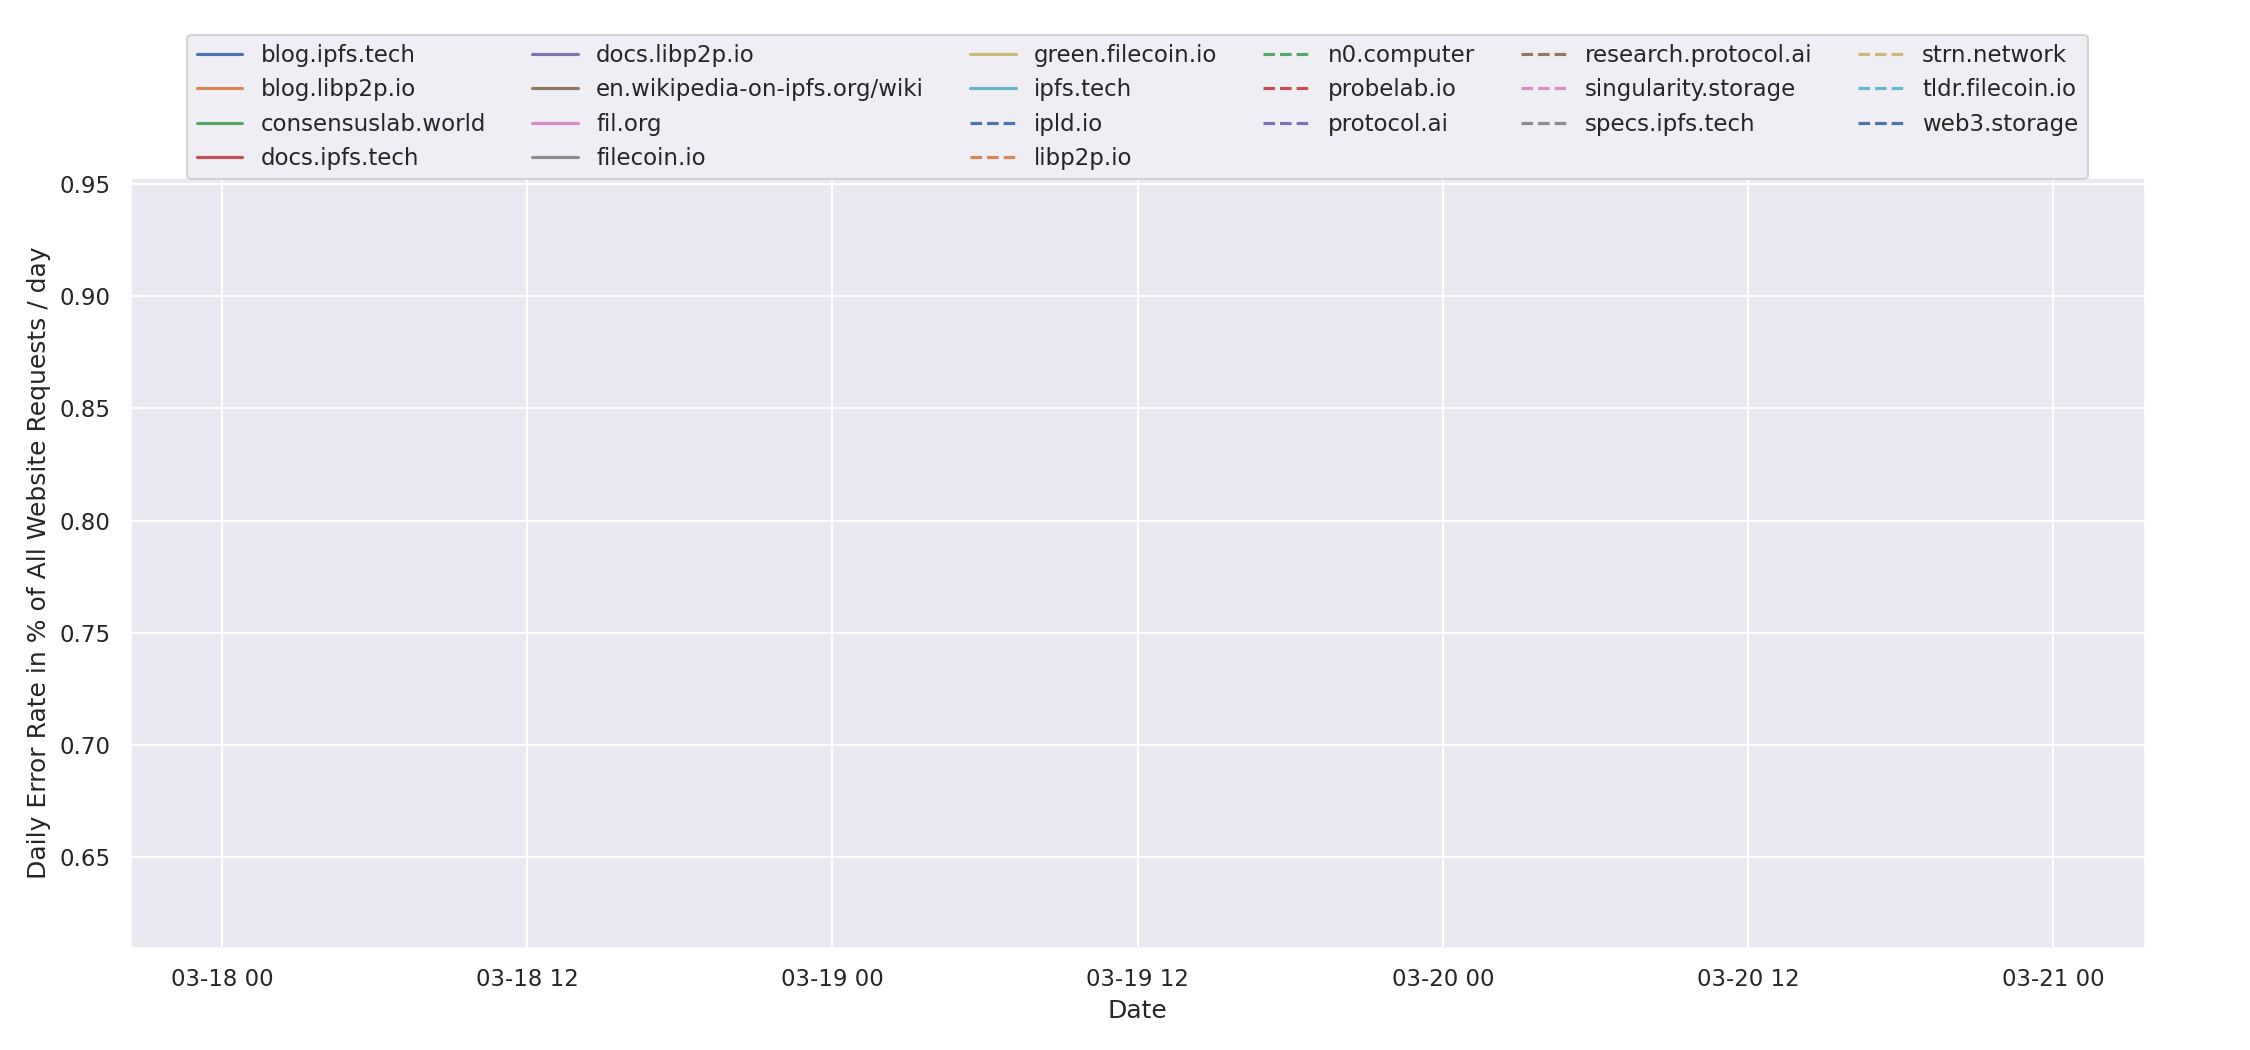 blog.ipfs.tech
blog.libp2p.io
consensuslab.world
docs.ipfs.tech
docs.libp2p.io
en.wikipedia-on-ipfs.org/wiki
fil.org
filecoin.io
green.filecoin.io
ipfs.tech
ipld.io
libp2p.io
n0.computer
probelab.io
protocol.ai
research.protocol.ai
singularity.storage
specs.ipfs.tech
strn.network
tldr.filecoin.io
web3.storage
Daily Error Rate in % of All Website Requests / day
0.95
0.90
0.85
0.80
0.75
0.70
0.65
03-18 00
03-18 12
03-19 00
03-19 12
03-20 00
03-20 12
03-21 00
Date